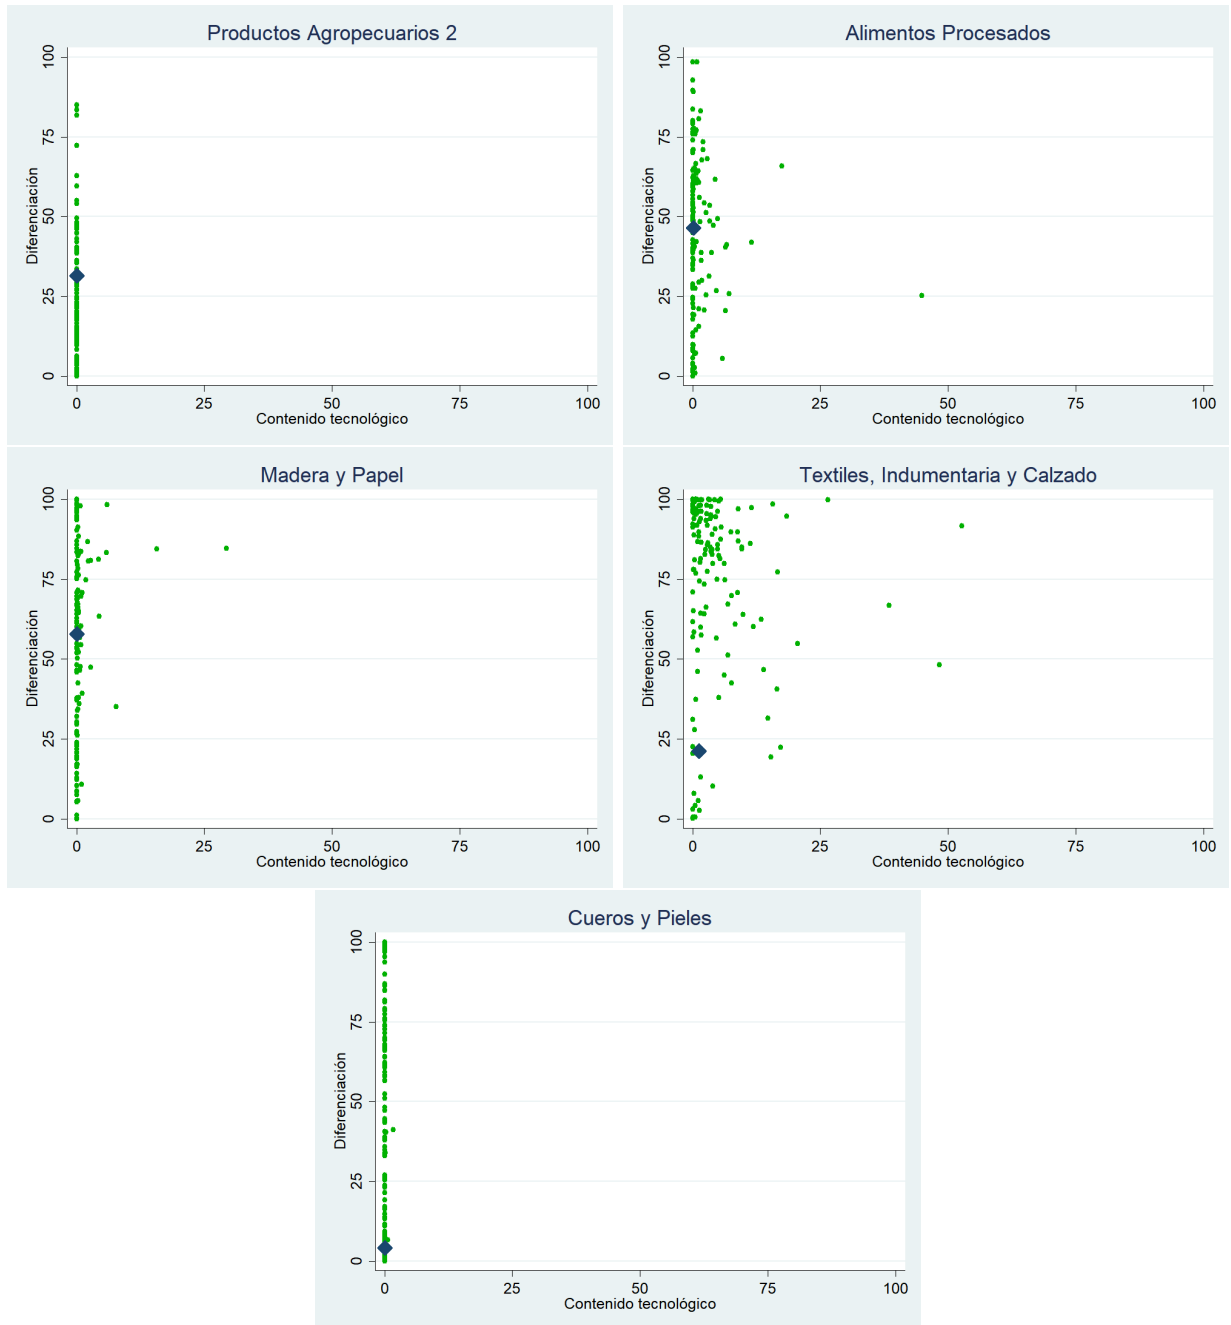 Productos Agropecuarios 2
Diferenciación
100
75
50
25
0
0 25 50 75 100
Contenido tecnológico
Alimentos Procesados
Diferenciación
100
75
50
25
0
0 25 50 75 100
Contenido tecnológico
Madera y Papel
Diferenciación
100
75
50
25
0
0 25 50 75 100
Contenido tecnológico
Textiles, Indumentaria y Calzado
Diferenciación
100
75
50
25
0
0 25 50 75 100
Contenido tecnológico
Cueros y Pieles
Diferenciación
100
75
50
25
0
0 25 50 75 100
Contenido tecnológico